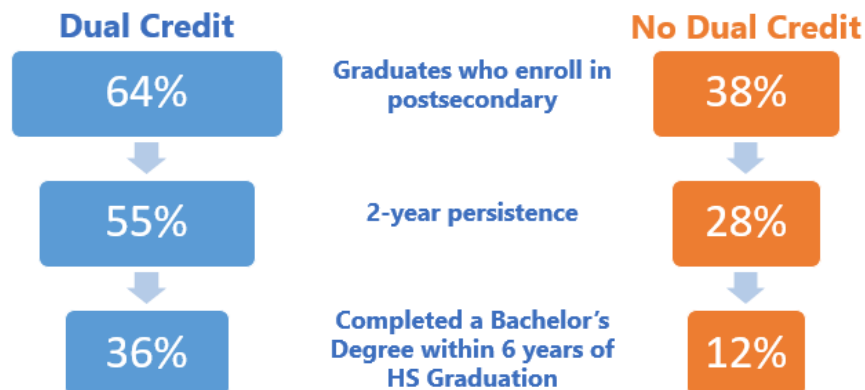 Dual Credit
No Dual Credit
64%
Graduates who enroll in
postsecondary
38%
55%
2-year persistence
28%
36%
Completed a Bachelor's
Degree within 6 years of
HS Graduation
12%